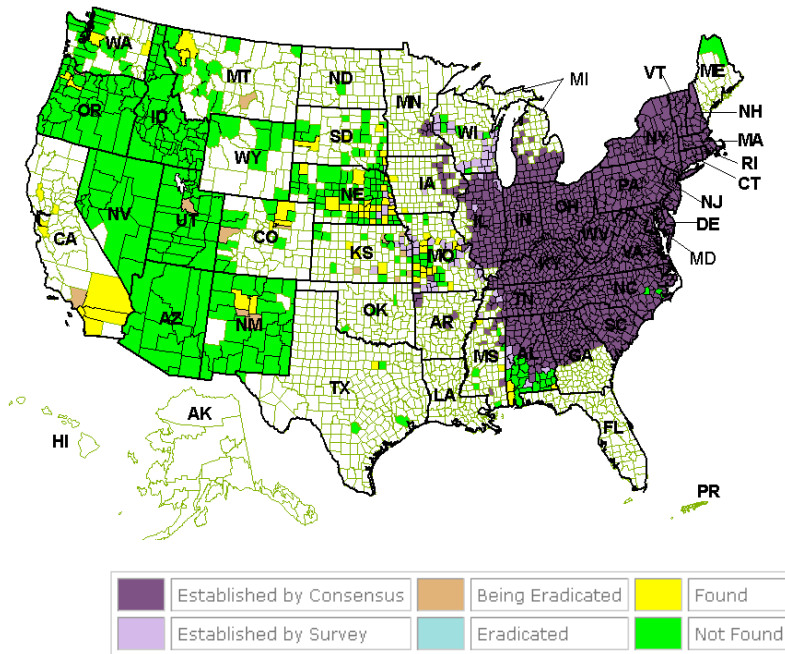 WA
MT
ND
MN
MI
VT
ME
OR
ID
SD
WI
NH
WY
NY
MA
RI
CT
IA
NE
PA
NJ
NV
UT
CO
IL
IN
OH
DE
MD
CA
KS
MO
WV
VA
KY
AZ
NM
OK
AR
TN
NC
SC
MS
AL
GA
TX
LA
AK
HI
FL
PR
Established by Consensus
Being Eradicated
Found
Established by Survey
Eradicated
Not Found